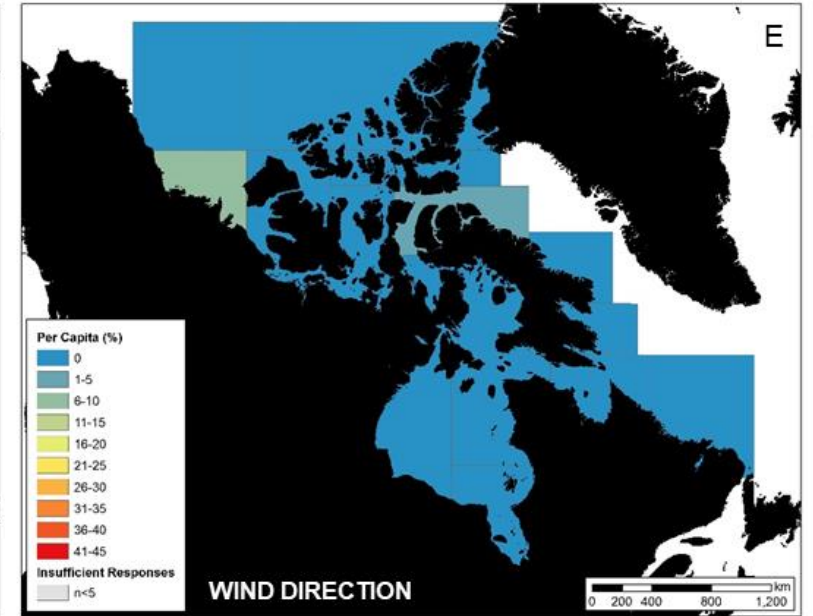 E
Per Capita (%)
0
1-5
6-10
11-15
16-20
21-25
26-30
31-35
36-40
41-45
Insufficient Responses
n<5
WIND DIRECTION
km
0 200 400 800 1,200